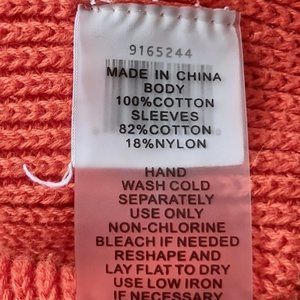 9165244
MADE IN CHINA
BODY
100%COTTON
SLEEVES
82%COTTON
18%NYLON
HAND
WASH COLD
SEPARATELY
USE ONLY
NON-CHLORINE
BLEACH IF NEEDED
RESHAPE AND
LAY FLAT TO DRY
USE LOW IRON
IF NECESSARY